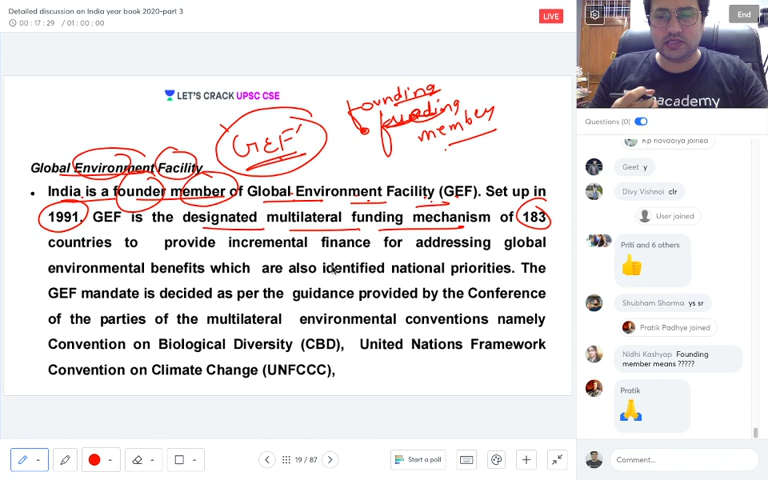 Detailed discussion on India year book 2020-part 3
00 : 17 : 29 / 01 : 00 : 00
LIVE
End
LET'S CRACK UPSC CSE
founding
funding
member
GEF
Global Environment Facility
• India is a founder member of Global Environment Facility (GEF). Set up in
1991, GEF is the designated multilateral funding mechanism of 183
countries to provide incremental finance for addressing global
environmental benefits which are also identified national priorities. The
GEF mandate is decided as per the guidance provided by the Conference
of the parties of the multilateral environmental conventions namely
Convention on Biological Diversity (CBD), United Nations Framework
Convention on Climate Change (UNFCCC),
19 / 87
Start a poll
academy
Questions (0)
Kp navadiya joined
Geet y
Divy Vishnoi clr
User joined
Priti and 6 others
Shubham Sharma ys sr
Pratik Padhye joined
Nidhi Kashyap Founding
member means ?????
Pratik
Comment...